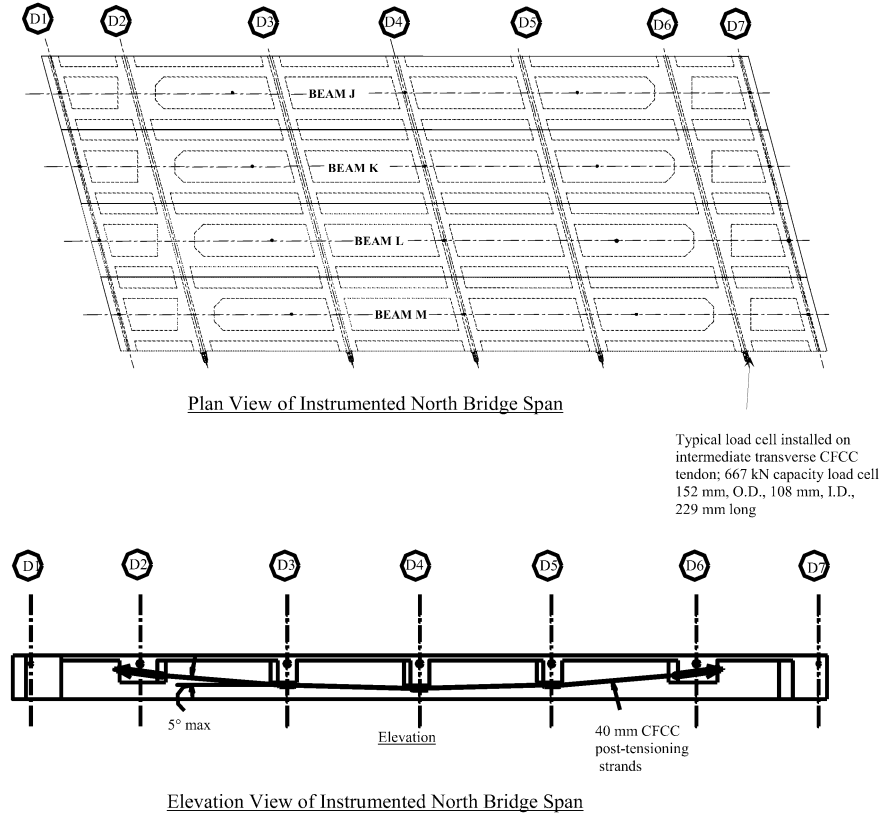 D1 D2 D3 D4 D5 D6 D7
BEAM J
BEAM K
BEAM L
BEAM M
Plan View of Instrumented North Bridge Span
Typical load cell installed on
intermediate transverse CFCC
tendon; 667 kN capacity load cell
152 mm, O.D., 108 mm, I.D.,
229 mm long
D1 D2 D3 D4 D5 D6 D7
5° max
Elevation
40 mm CFCC
post-tensioning
strands
Elevation View of Instrumented North Bridge Span